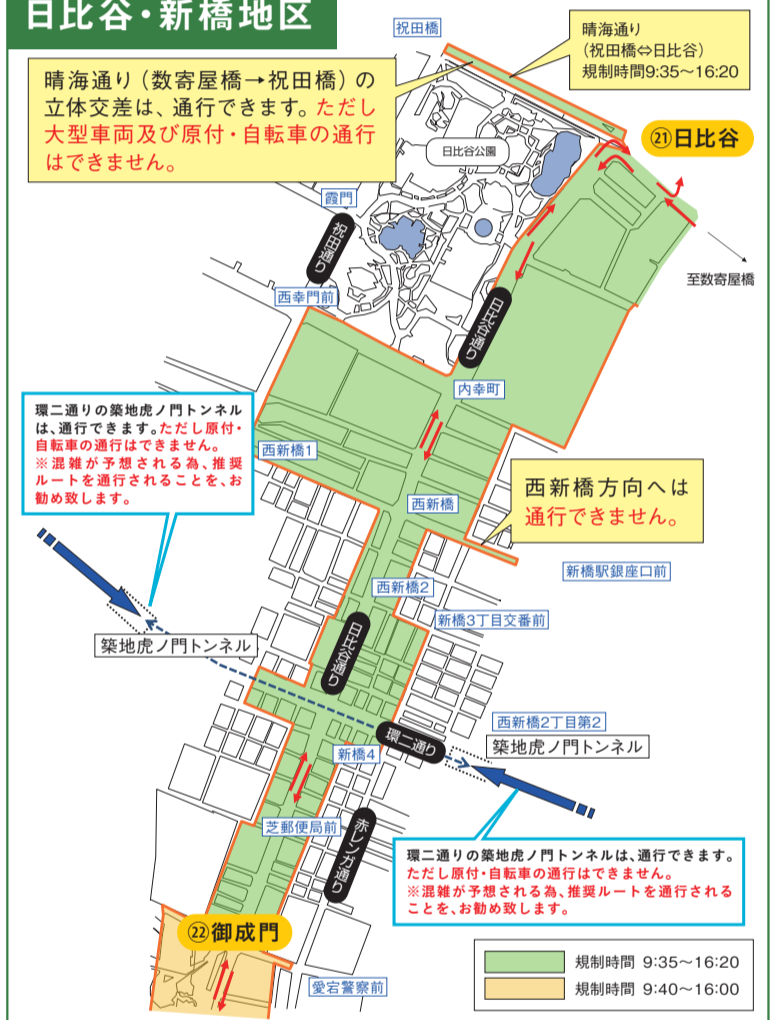 日比谷・新橋地区
祝田橋
晴海通り
(祝田橋⇔日比谷)
規制時間9:35〜16:20
晴海通り(数寄屋橋→祝田橋)の
立体交差は、通行できます。ただし
大型車両及び原付・自転車の通行
はできません。
㉑日比谷
日比谷公園
霞門
祝田通り
至数寄屋橋
西幸門前
日比谷通り
内幸町
環二通りの築地虎ノ門トンネル
は、通行できます。ただし原付・
自転車の通行はできません。
※混雑が予想される為、推奨
ルートを通行されることを、お
勧め致します。
西新橋1
西新橋
西新橋方向へは
通行できません。
新橋駅銀座口前
西新橋2
新橋3丁目交番前
築地虎ノ門トンネル
日比谷通り
西新橋2丁目第2
環二通り
築地虎ノ門トンネル
新橋4
芝郵便局前
赤レンガ通り
環二通りの築地虎ノ門トンネルは、通行できます。
ただし原付・自転車の通行はできません。
※混雑が予想される為、推奨ルートを通行される
ことを、お勧め致します。
㉒御成門
愛宕警察前
規制時間 9:35〜16:20
規制時間 9:40〜16:00